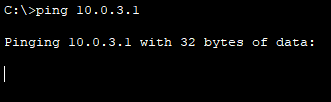 C:\>ping 10.0.3.1
Pinging 10.0.3.1 with 32 bytes of data: